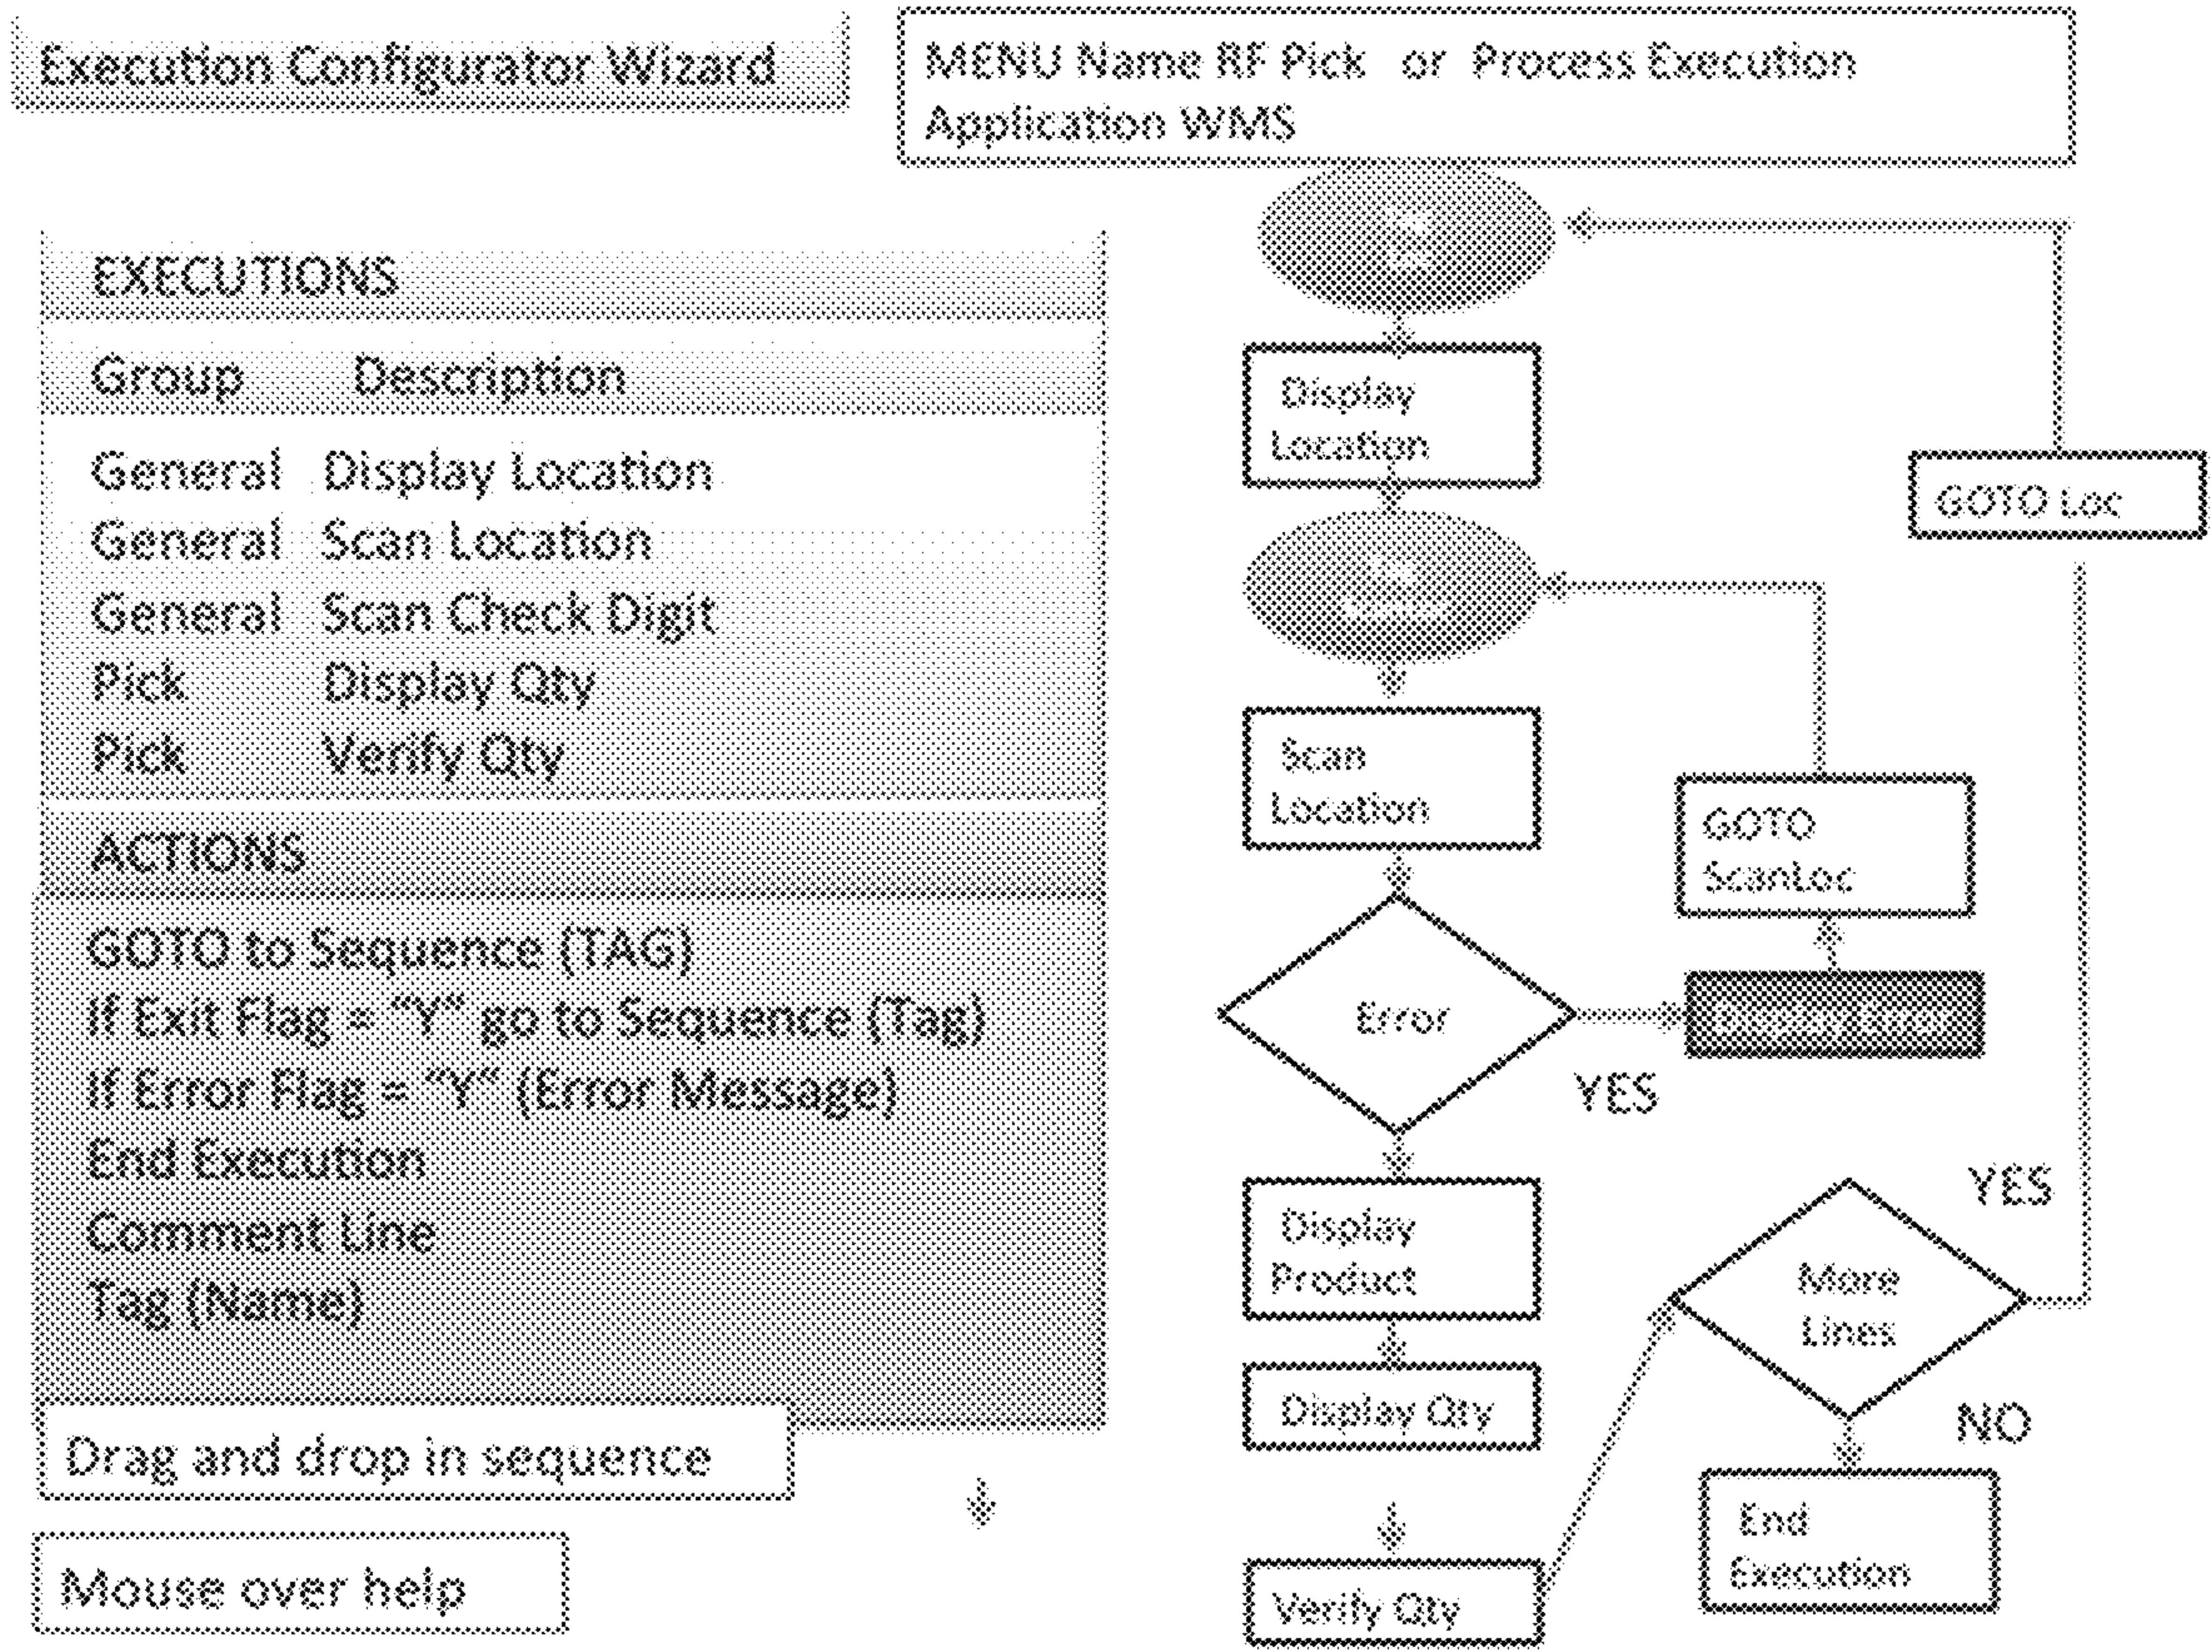 Execution Configurator Wizard
MENU Name RF Pick or Process Execution
Application WMS
EXECUTIONS
Group Description
General Display Location
General Scan Location
General Scan Check Digit
Pick Display Qty
Pick Verify Qty
ACTIONS
GOTO to Sequence (TAG)
If Exit Flag = "Y" go to Sequence (Tag)
If Error Flag = "Y" (Error Message)
End Execution
Comment Line
Tag (Name)
Drag and drop in sequence
Mouse over help
Display
Location
GOTO Loc
Scan
Location
GOTO
ScanLoc
Error
YES
Display Error
Display
Product
Display Qty
Verify Qty
More
Lines
YES
NO
End
Execution